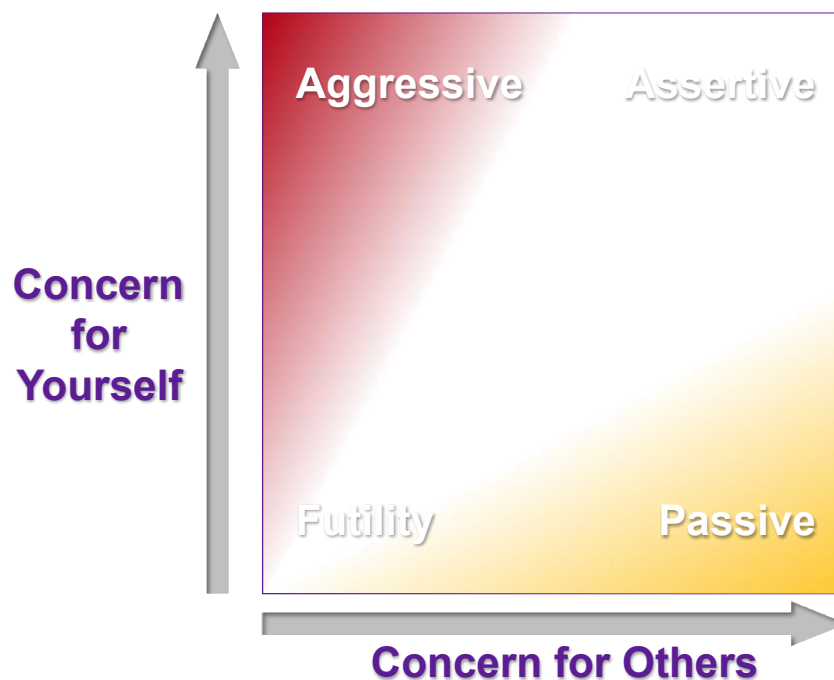 Aggressive
Assertive
Concern
for
Yourself
Futility
Passive
Concern for Others